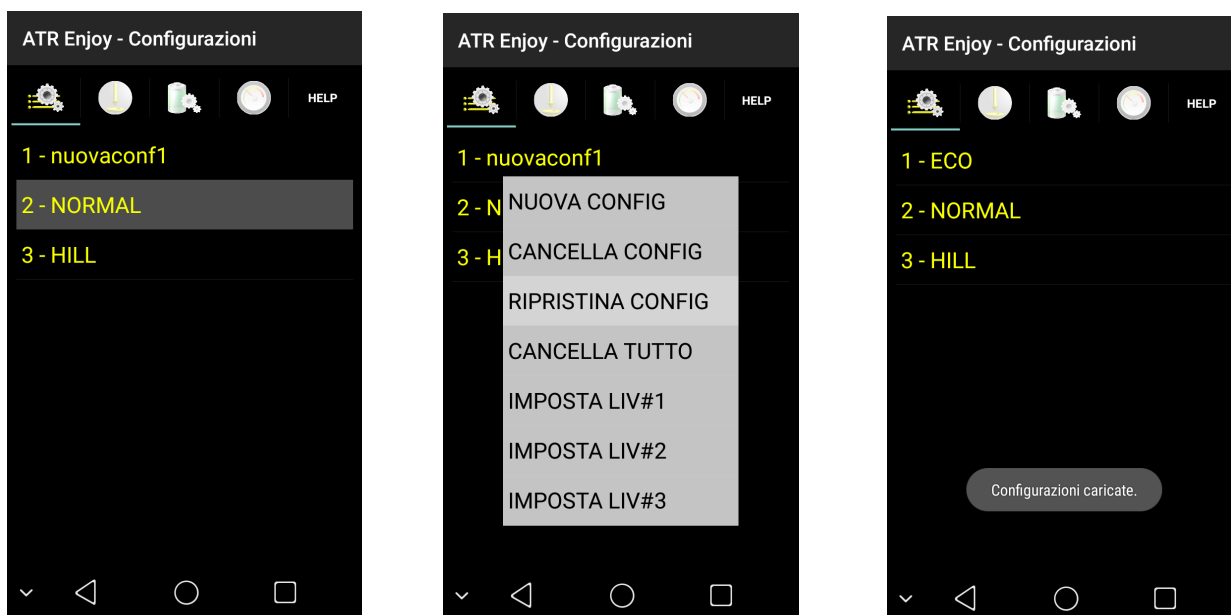 ATR Enjoy - Configurazioni
HELP
1 - nuovaconf1
2 - NORMAL
3 - HILL
ATR Enjoy - Configurazioni
HELP
1 - nuovaconf1
2 - N
3 - H
NUOVA CONFIG
CANCELLA CONFIG
RIPRISTINA CONFIG
CANCELLA TUTTO
IMPOSTA LIV#1
IMPOSTA LIV#2
IMPOSTA LIV#3
ATR Enjoy - Configurazioni
HELP
1 - ECO
2 - NORMAL
3 - HILL
Configurazioni caricate.